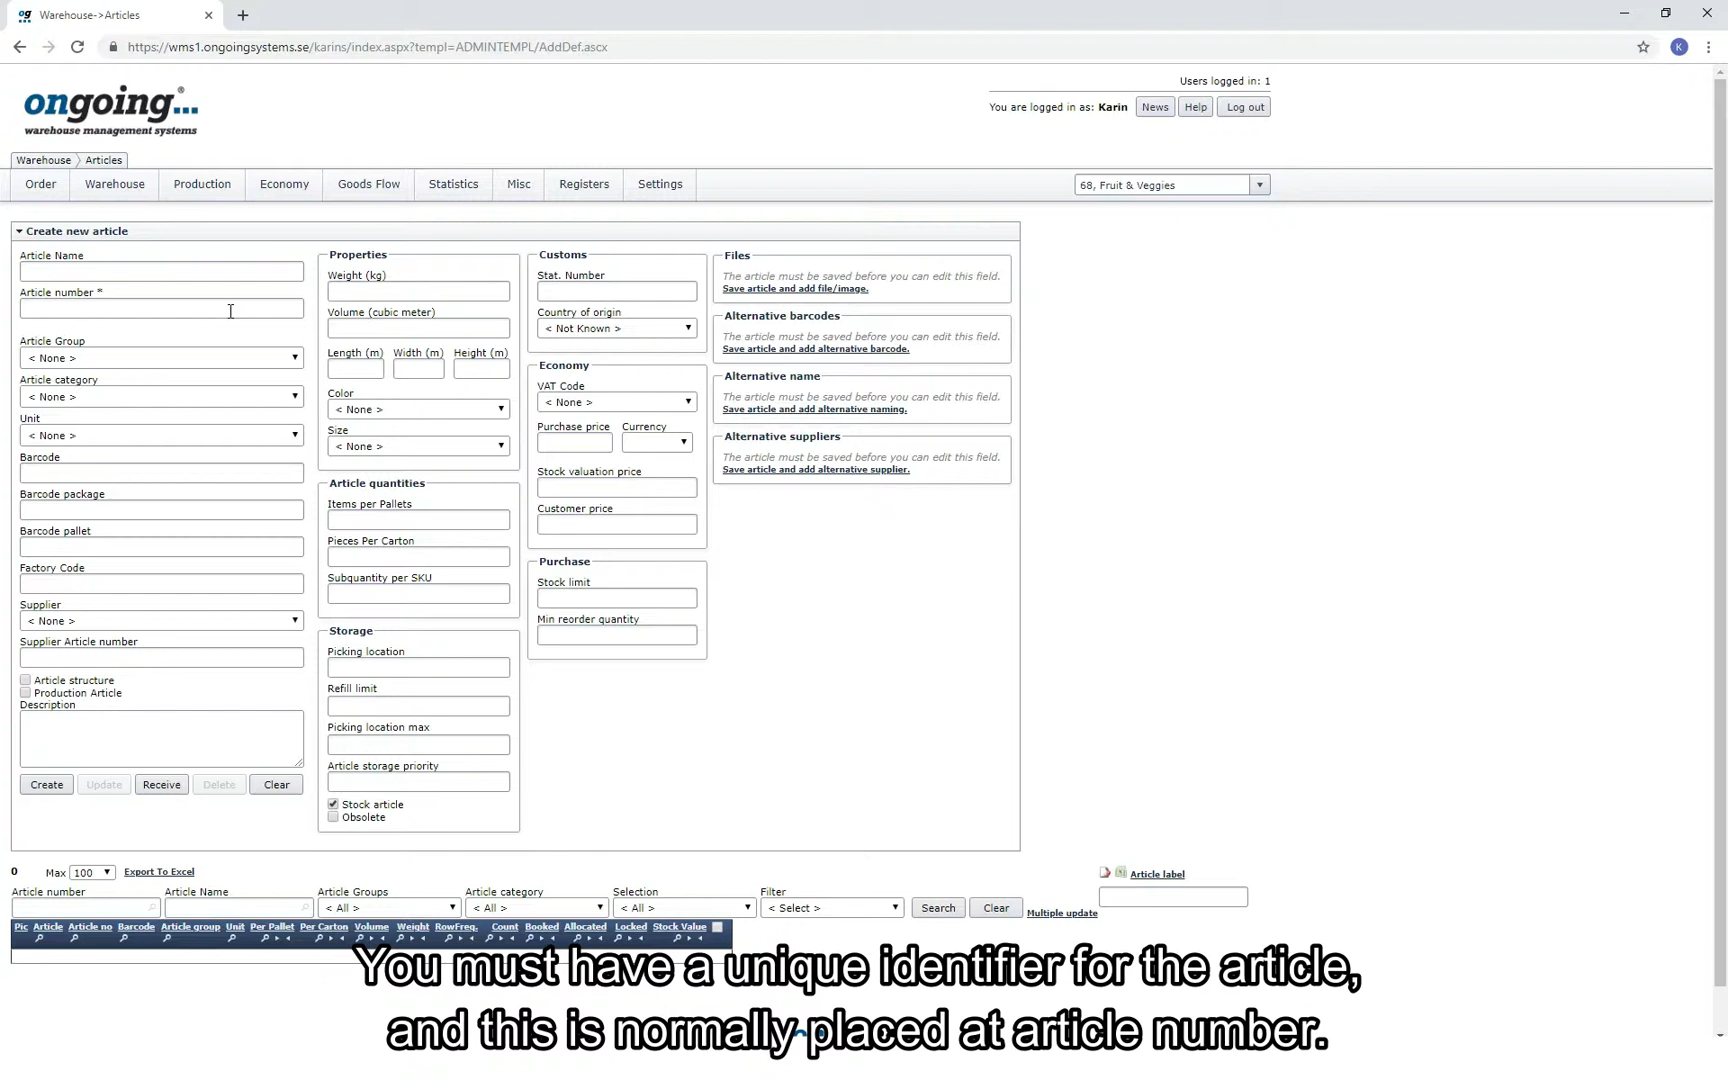 Warehouse->Articles
https://wms1.ongoingsystems.se/karins/index.aspx?templ=ADMINTEMPL/AddDef.ascx
K
Users logged in: 1
ongoing...®
warehouse management systems
You are logged in as: Karin News Help Log out
Warehouse Articles
Order Warehouse Production Economy Goods Flow Statistics Misc Registers Settings 68, Fruit & Veggies
Create new article
Article Name
Article number *
Article Group
< None >
Article category
< None >
Unit
< None >
Barcode
Barcode package
Barcode pallet
Factory Code
Supplier
< None >
Supplier Article number
Article structure
Production Article
Description
Create Update Receive Delete Clear
Properties
Weight (kg)
Volume (cubic meter)
Length (m) Width (m) Height (m)
Color
< None >
Size
< None >
Article quantities
Items per Pallets
Pieces Per Carton
Subquantity per SKU
Storage
Picking location
Refill limit
Picking location max
Article storage priority
Stock article
Obsolete
Customs
Stat. Number
Country of origin
< Not Known >
Economy
VAT Code
< None >
Purchase price Currency
Stock valuation price
Customer price
Purchase
Stock limit
Min reorder quantity
Files
The article must be saved before you can edit this field.
Save article and add file/image.
Alternative barcodes
The article must be saved before you can edit this field.
Save article and add alternative barcode.
Alternative name
The article must be saved before you can edit this field.
Save article and add alternative naming.
Alternative suppliers
The article must be saved before you can edit this field.
Save article and add alternative supplier.
0 Max 100 Export To Excel
Article label
Article number Article Name Article Groups Article category Selection Filter
< All > < All > < All > < Select > Search Clear Multiple update
Pic Article Article no Barcode Article group Unit Per Pallet Per Carton Volume Weight RowFreq. Count Booked Allocated Locked Stock Value
You must have a unique identifier for the article,
and this is normally placed at article number.